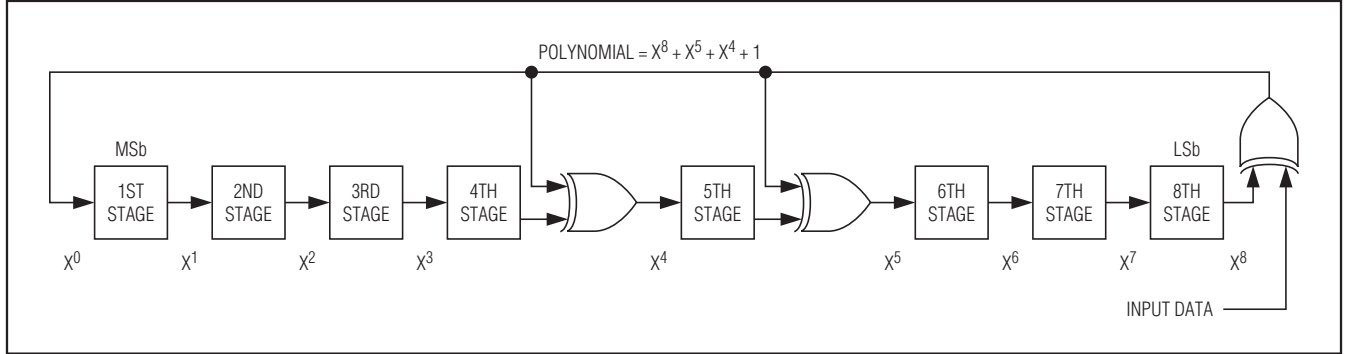 POLYNOMIAL = X⁸ + X⁵ + X⁴ + 1
MSb
LSb
1ST
STAGE
2ND
STAGE
3RD
STAGE
4TH
STAGE
5TH
STAGE
6TH
STAGE
7TH
STAGE
8TH
STAGE
X⁰
X¹
X²
X³
X⁴
X⁵
X⁶
X⁷
X⁸
INPUT DATA